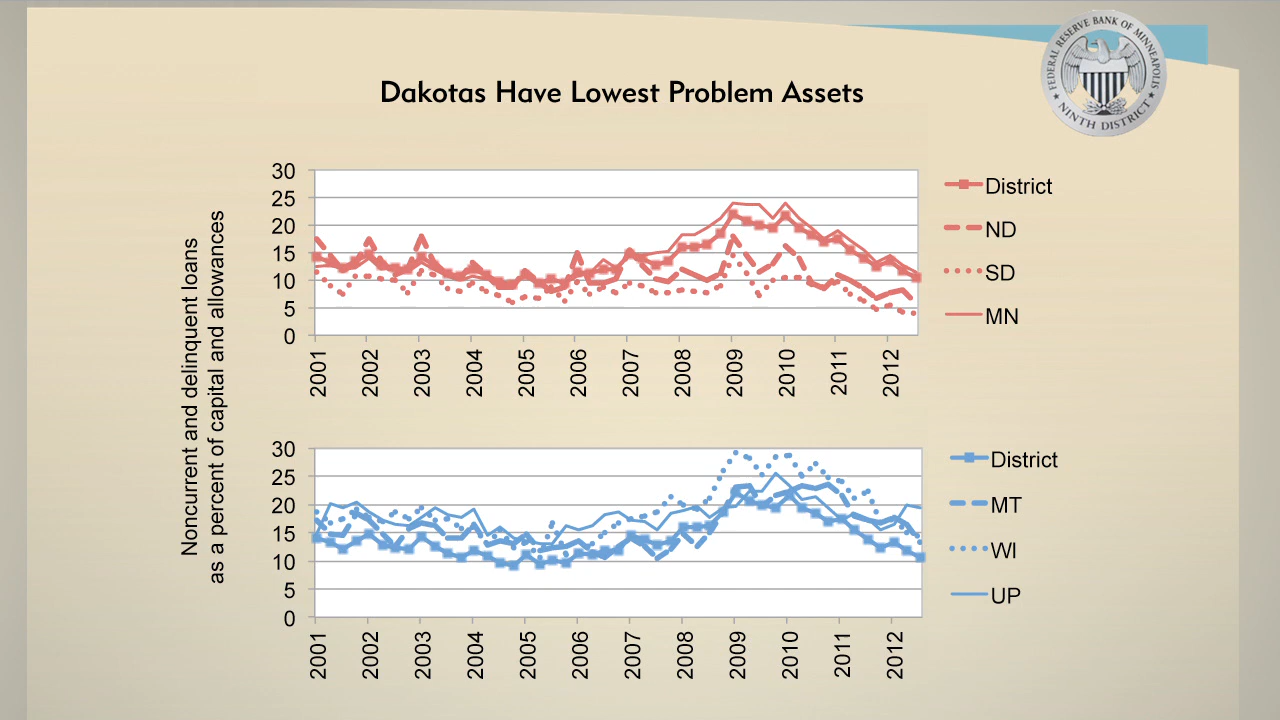 FEDERAL RESERVE BANK OF MINNEAPOLIS
★ NINTH DISTRICT ★
Dakotas Have Lowest Problem Assets
Noncurrent and delinquent loans
as a percent of capital and allowances
30
25
20
15
10
5
0
2001
2002
2003
2004
2005
2006
2007
2008
2009
2010
2011
2012
District
ND
SD
MN
30
25
20
15
10
5
0
2001
2002
2003
2004
2005
2006
2007
2008
2009
2010
2011
2012
District
MT
WI
UP